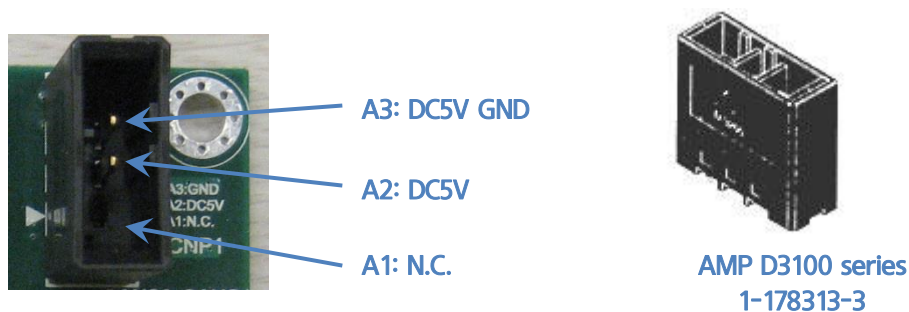 A3: DC5V GND
A2: DC5V
A1: N.C.
A3:GND
A2:DC5V
A1:N.C.
CNP1
AMP D3100 series
1-178313-3